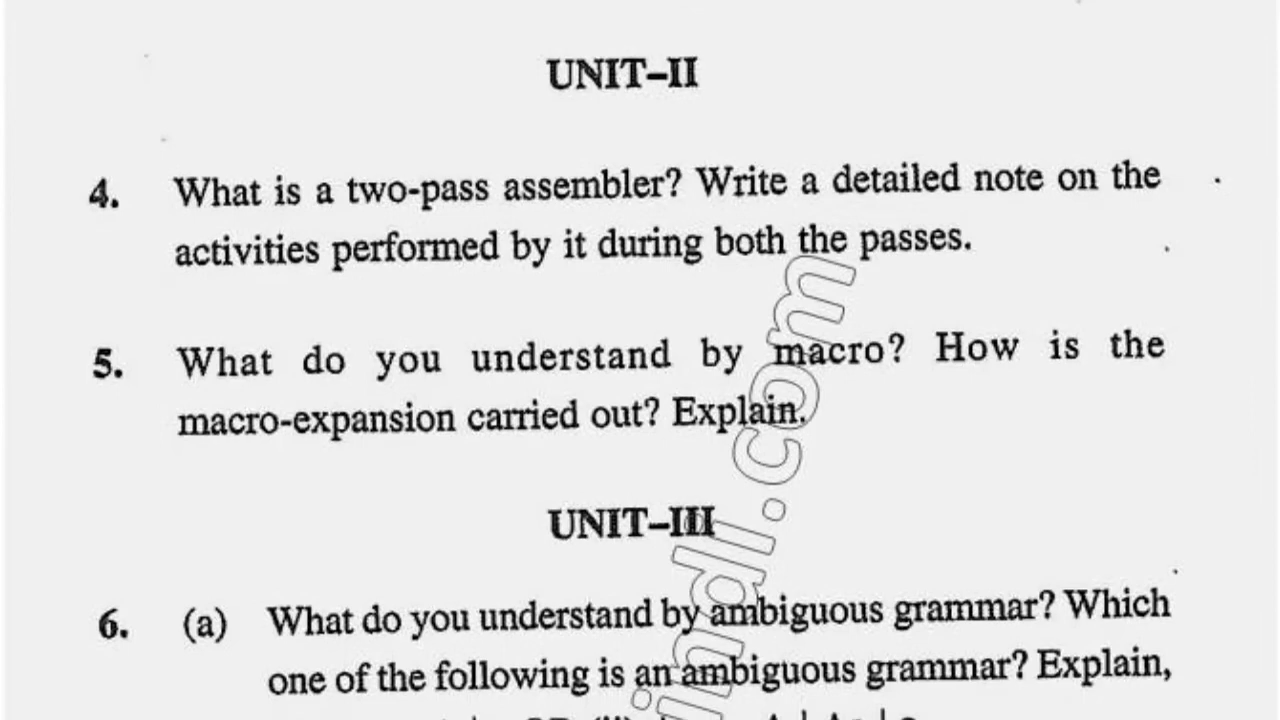 UNIT–II
4. What is a two-pass assembler? Write a detailed note on the
activities performed by it during both the passes.
5. What do you understand by macro? How is the
macro-expansion carried out? Explain.
UNIT–III
6. (a) What do you understand by ambiguous grammar? Which
one of the following is an ambiguous grammar? Explain,